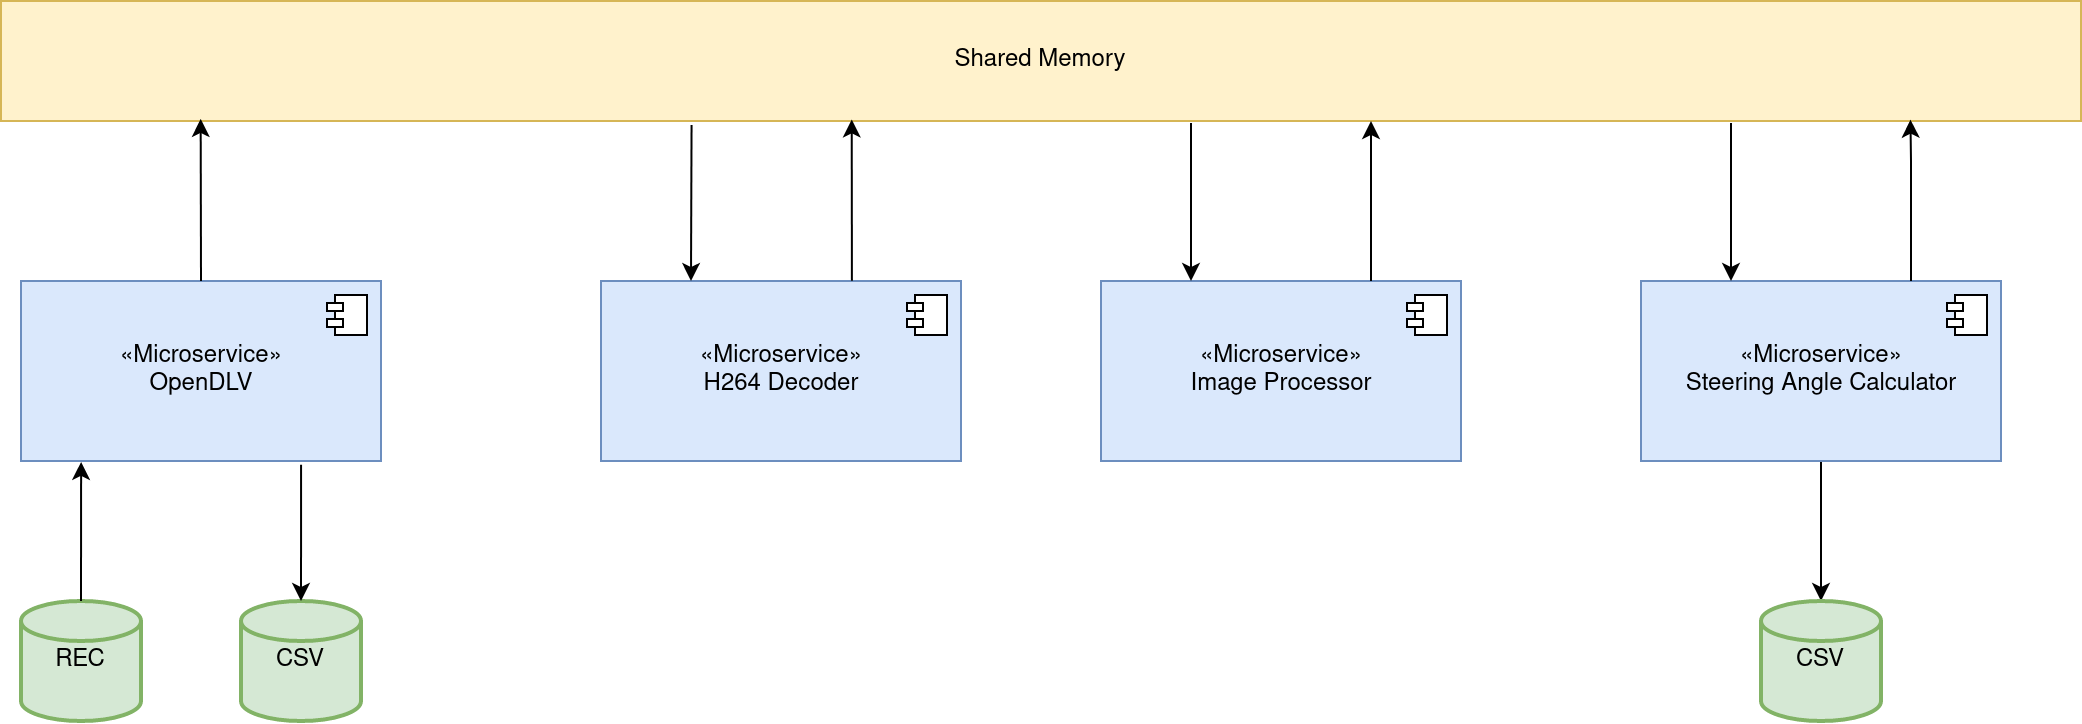 Shared Memory
«Microservice»
OpenDLV
«Microservice»
H264 Decoder
«Microservice»
Image Processor
«Microservice»
Steering Angle Calculator
REC
CSV
CSV